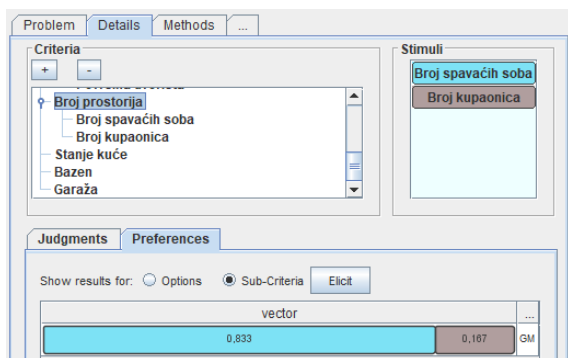 Problem Details Methods ...
Criteria
+ -
Broj prostorija
Broj spavaćih soba
Broj kupaonica
Stanje kuće
Bazen
Garaža
Stimuli
Broj spavaćih soba
Broj kupaonica
Judgments Preferences
Show results for: Options Sub-Criteria Elicit
vector ...
0,833 0,167 GM